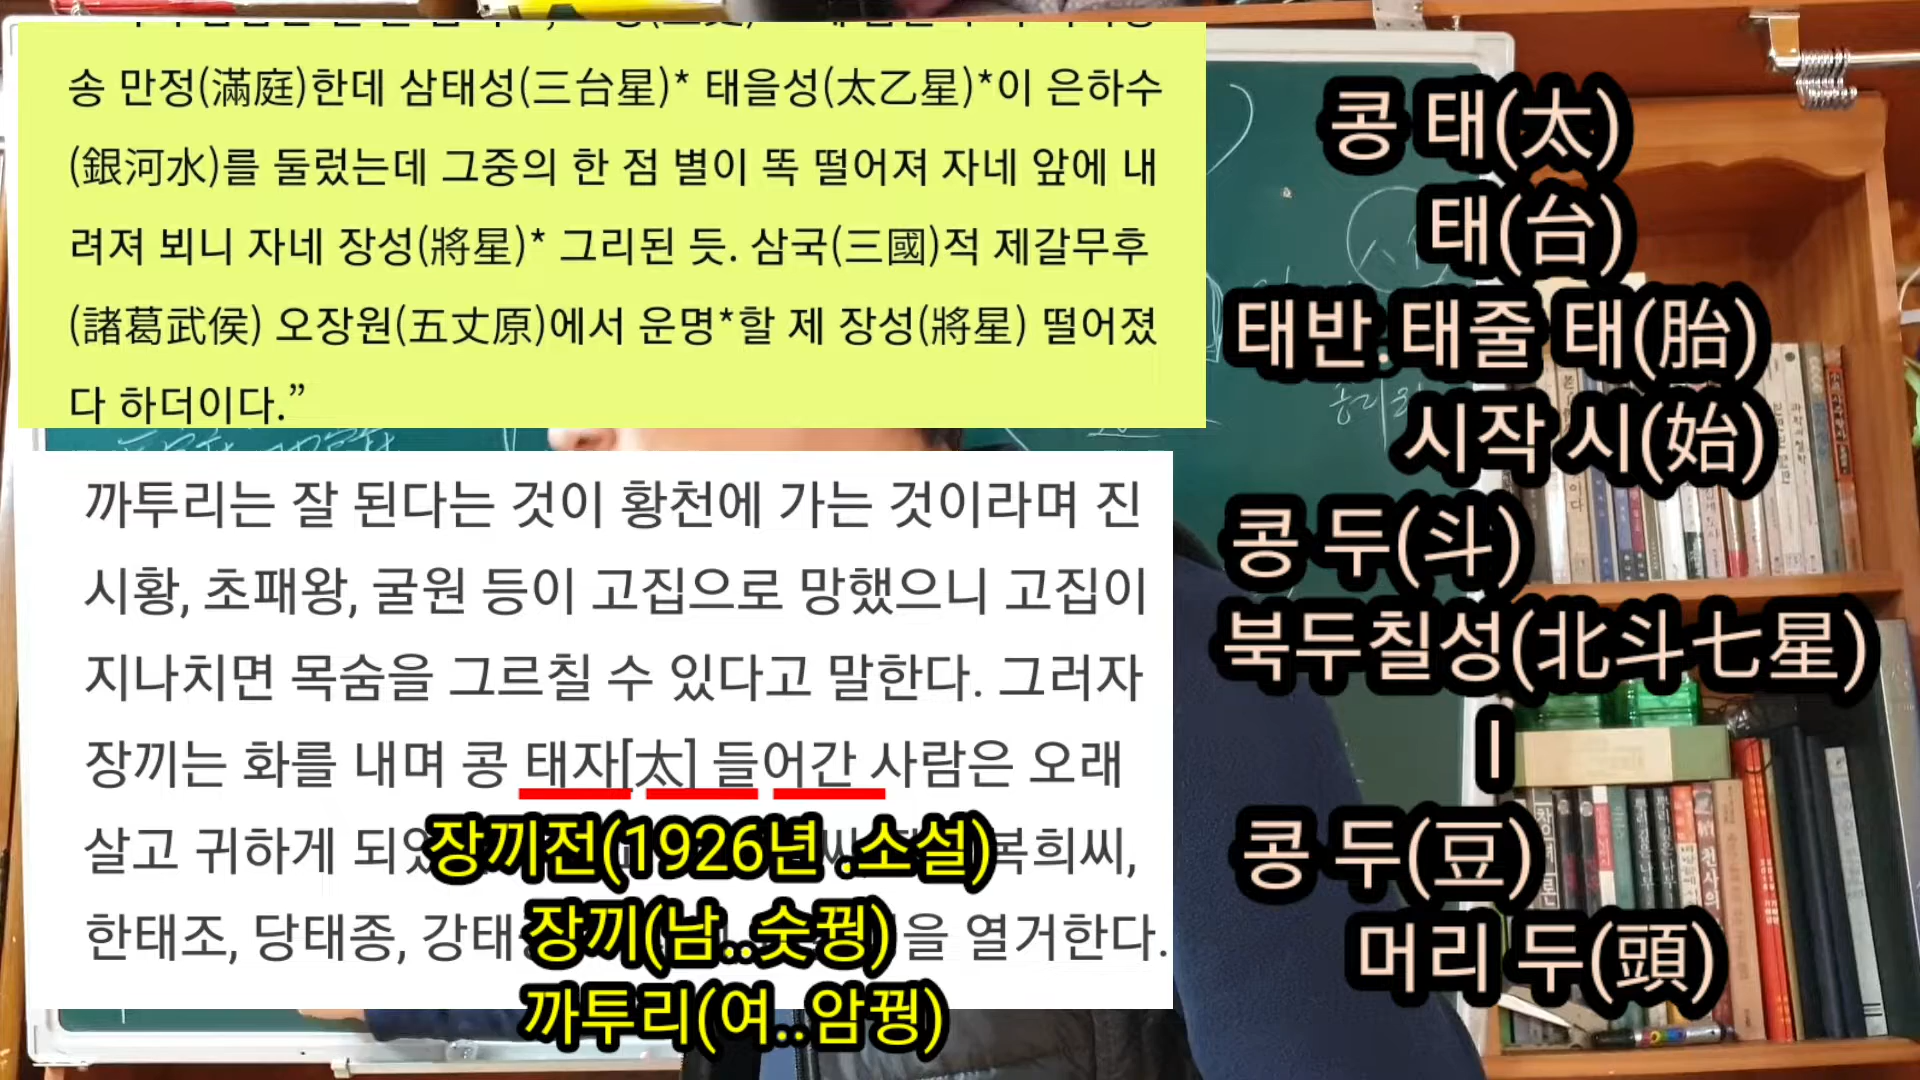 송 만정(滿庭)한데 삼태성(三台星)* 태을성(太乙星)*이 은하수
(銀河水)를 둘렀는데 그중의 한 점 별이 똑 떨어져 자네 앞에 내
려져 뵈니 자네 장성(將星)* 그리된 듯. 삼국(三國)적 제갈무후
(諸葛武侯) 오장원(五丈原)에서 운명*할 제 장성(將星) 떨어졌
다 하더이다.”
까투리는 잘 된다는 것이 황천에 가는 것이라며 진
시황, 초패왕, 굴원 등이 고집으로 망했으니 고집이
지나치면 목숨을 그르칠 수 있다고 말한다. 그러자
장끼는 화를 내며 콩 태자[太] 들어간 사람은 오래
살고 귀하게 되었 복희씨,
한태조, 당태종, 강태 을 열거한다.
장끼전(1926년 .소설)
장끼(남..숫꿩)
까투리(여..암꿩)
콩 태(太)
태(台)
태반 태줄 태(胎)
시작 시(始)
콩 두(斗)
북두칠성(北斗七星)
ㅣ
콩 두(豆)
머리 두(頭)